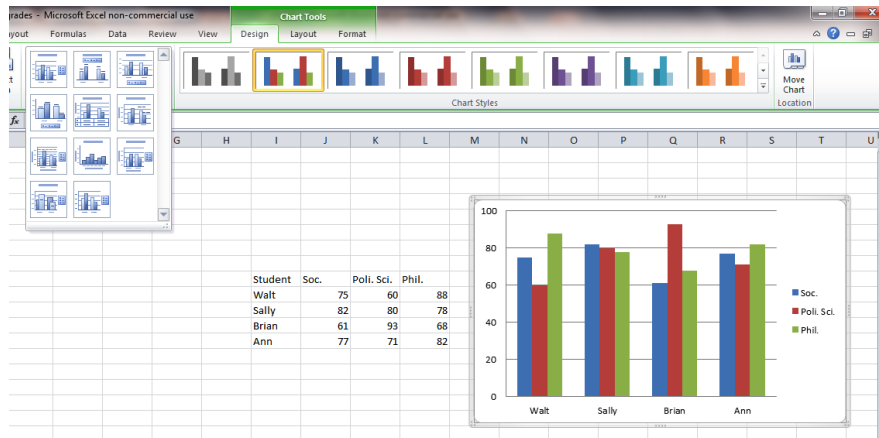 grades - Microsoft Excel non-commercial use
Chart Tools
yout Formulas Data Review View Design Layout Format
Move
Chart
Chart Styles
Location
fx
G H I J K L M N O P Q R S T U
Student Soc. Poli. Sci. Phil.
Walt 75 60 88
Sally 82 80 78
Brian 61 93 68
Ann 77 71 82
100
80
60
40
20
0
Walt Sally Brian Ann
Soc.
Poli. Sci.
Phil.